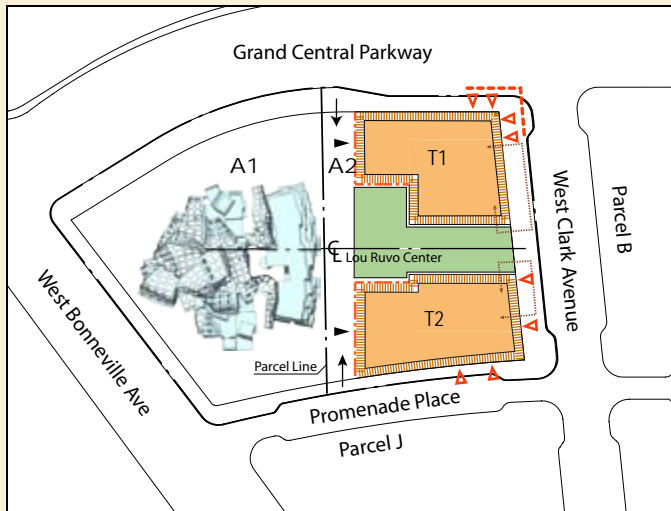 Grand Central Parkway
A1
A2
T1
West Clark Avenue
Parcel B
℄ Lou Ruvo Center
West Bonneville Ave
T2
Parcel Line
Promenade Place
Parcel J